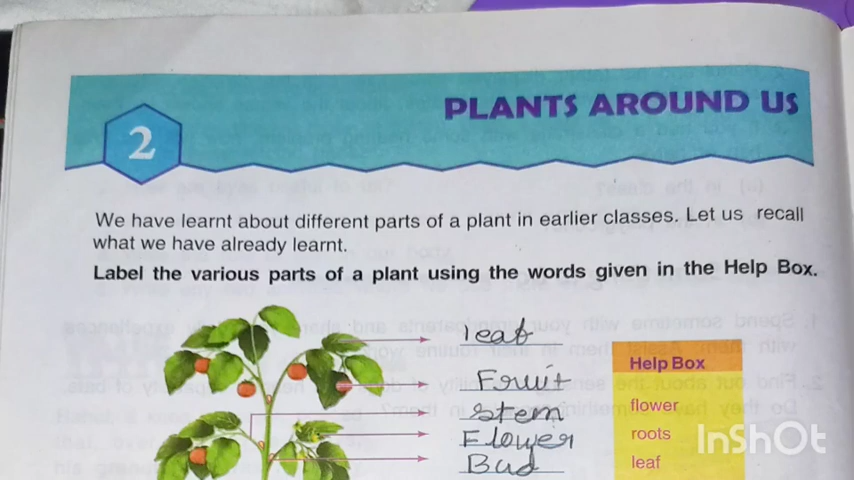 PLANTS AROUND US
2
We have learnt about different parts of a plant in earlier classes. Let us recall
what we have already learnt.
Label the various parts of a plant using the words given in the Help Box.
leaf
Fruit
Stem
Flower
Bud
Help Box
flower
roots
leaf
InShOt